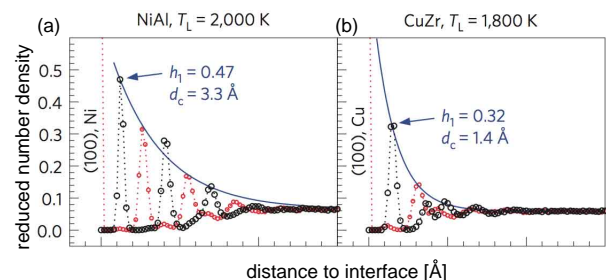 (a) NiAl, T_L = 2,000 K
(b) CuZr, T_L = 1,800 K
reduced number density
0.5
0.4
0.3
0.2
0.1
0.0
(100), Ni
h₁ = 0.47
d_c = 3.3 Å
(100), Cu
h₁ = 0.32
d_c = 1.4 Å
distance to interface [Å]